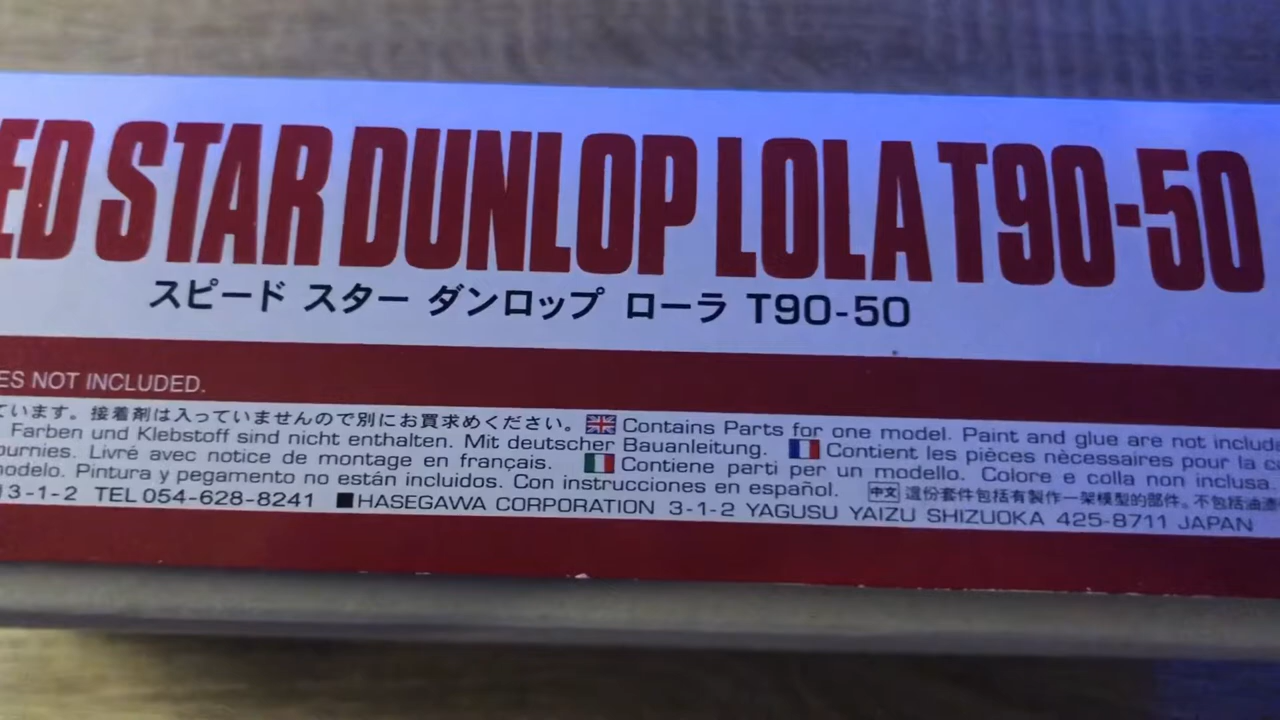 ED STAR DUNLOP LOLA T90-50
スピード スター ダンロップ ローラ T90-50
ES NOT INCLUDED.
ています。接着剤は入っていませんので別にお買求めください。 Contains Parts for one model. Paint and glue are not includ
Farben und Klebstoff sind nicht enthalten. Mit deutscher Bauanleitung. Contient les pièces nècessaires pour la c
ournies. Livré avec notice de montage en français. Contiene parti per un modello. Colore e colla non inclusa.
modelo. Pintura y pegamento no están incluidos. Con instrucciones en español. 中文 這份套件包括有製作一架模型的部件。不包括油漆
3-1-2 TEL 054-628-8241 ■HASEGAWA CORPORATION 3-1-2 YAGUSU YAIZU SHIZUOKA 425-8711 JAPAN